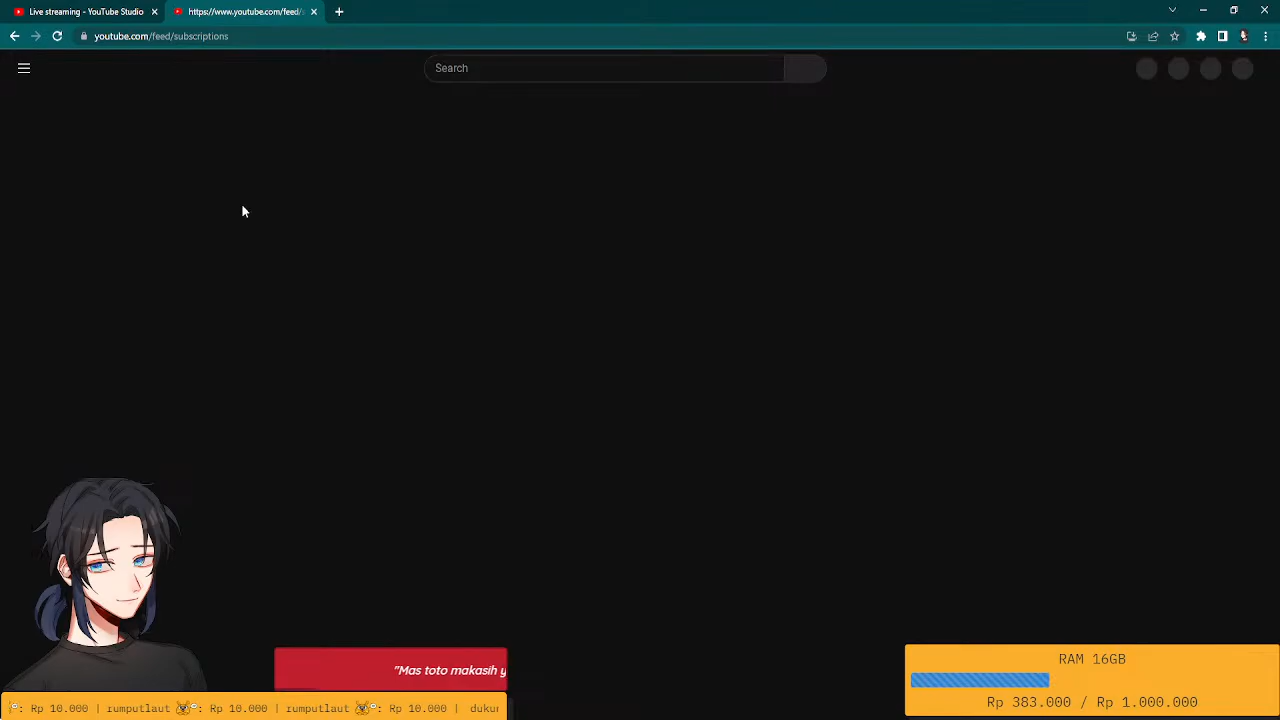 Live streaming - YouTube Studio
https://www.youtube.com/feed/s
youtube.com/feed/subscriptions
Search
"Mas toto makasih y
RAM 16GB
Rp 383.000 / Rp 1.000.000
: Rp 10.000 | rumputlaut : Rp 10.000 | rumputlaut : Rp 10.000 | dukun